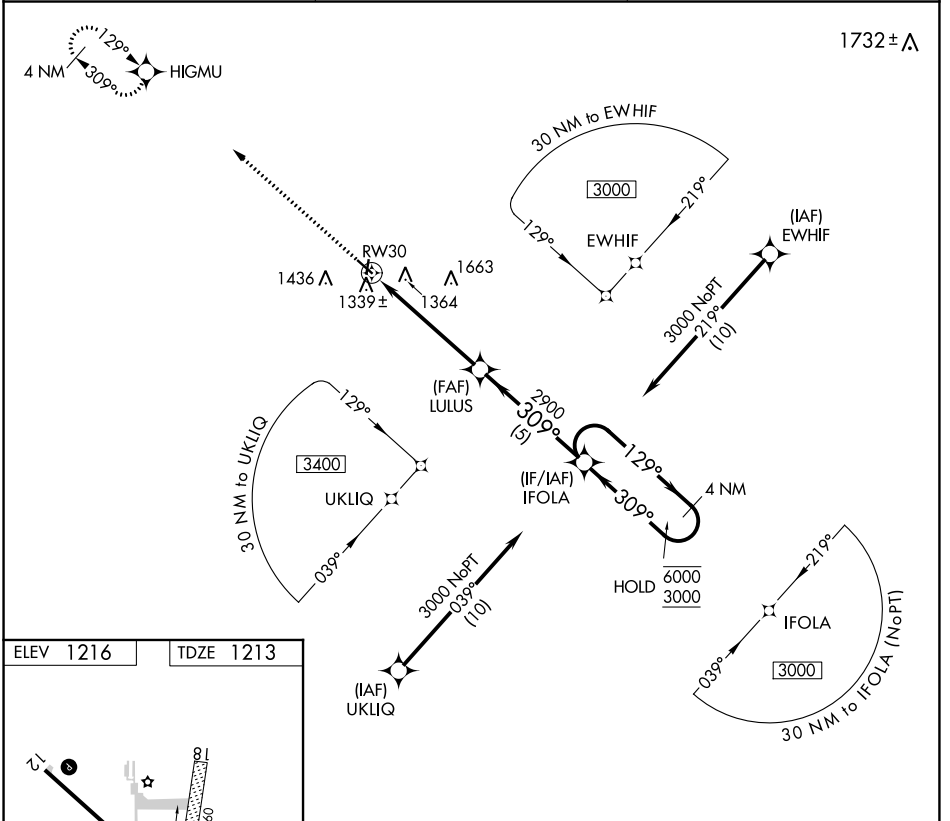 1732±
129°
4 NM
309°
HIGMU
30 NM to EWHIF
3000
219°
129°
EWHIF
(IAF)
EWHIF
3000 NoPT
219°
(10)
RW30
1436
1339±
1364
1663
(FAF)
LULUS
2900
309°
(5)
129°
30 NM to UKLIQ
3400
UKLIQ
039°
(IF/IAF)
IFOLA
129°
309°
4 NM
HOLD
6000
3000
3000 NoPT
039°
(10)
(IAF)
UKLIQ
219°
IFOLA
039°
3000
30 NM to IFOLA (NoPT)
ELEV 1216
TDZE 1213
12
P
18